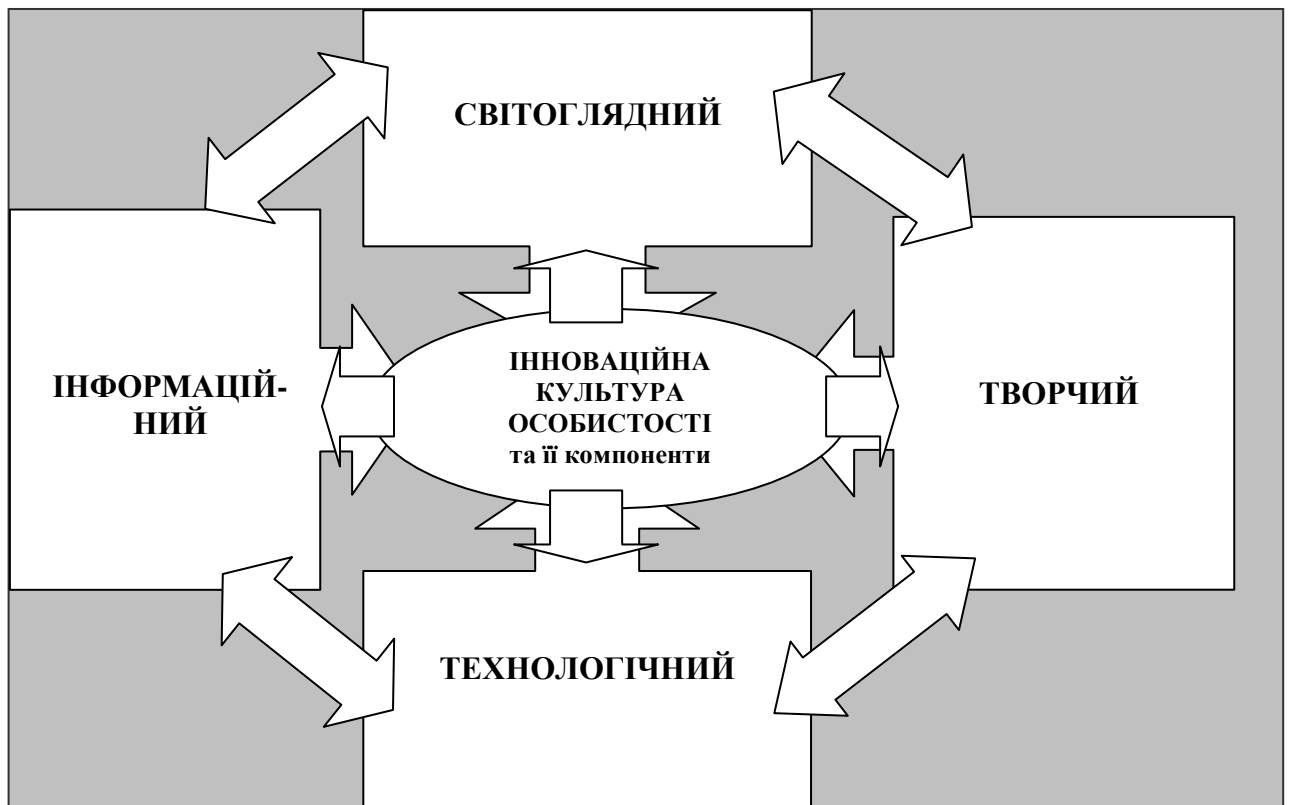 СВІТОГЛЯДНИЙ
ІНФОРМАЦІЙ-
НИЙ
ІННОВАЦІЙНА
КУЛЬТУРА
ОСОБИСТОСТІ
та її компоненти
ТВОРЧИЙ
ТЕХНОЛОГІЧНИЙ